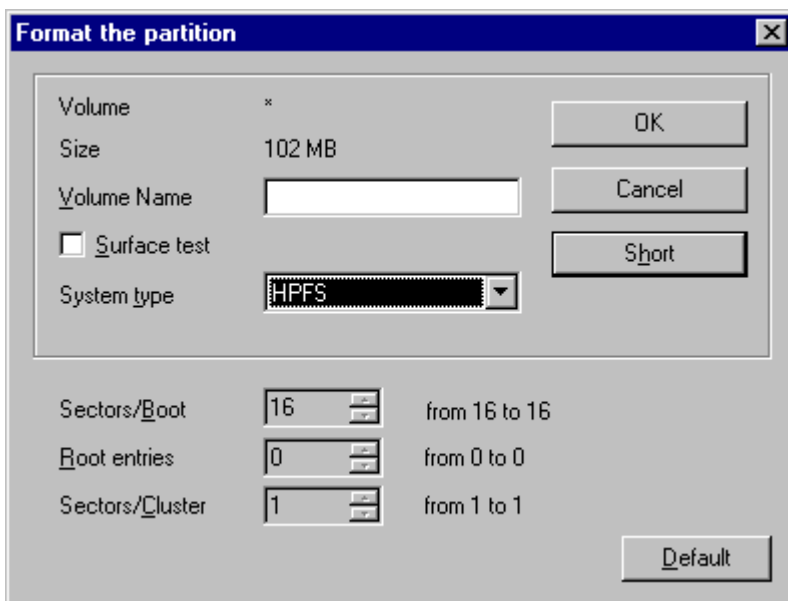 Format the partition
Volume *
OK
Size 102 MB
Volume Name
Cancel
Surface test
Short
System type HPFS
Sectors/Boot 16 from 16 to 16
Root entries 0 from 0 to 0
Sectors/Cluster 1 from 1 to 1
Default